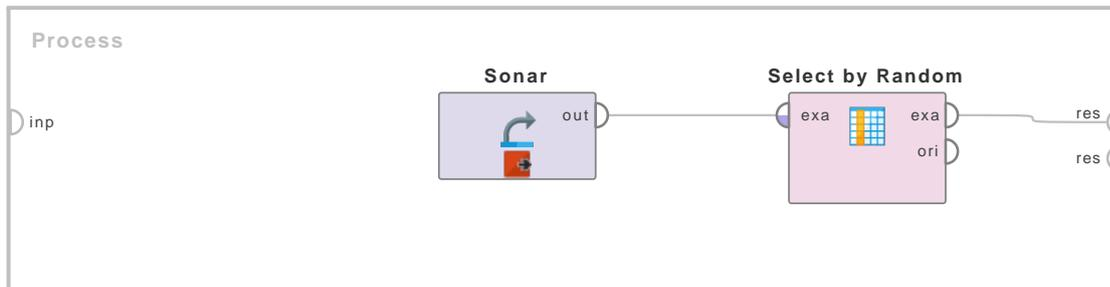 Process
inp
Sonar
out
Select by Random
exa
exa
ori
res
res